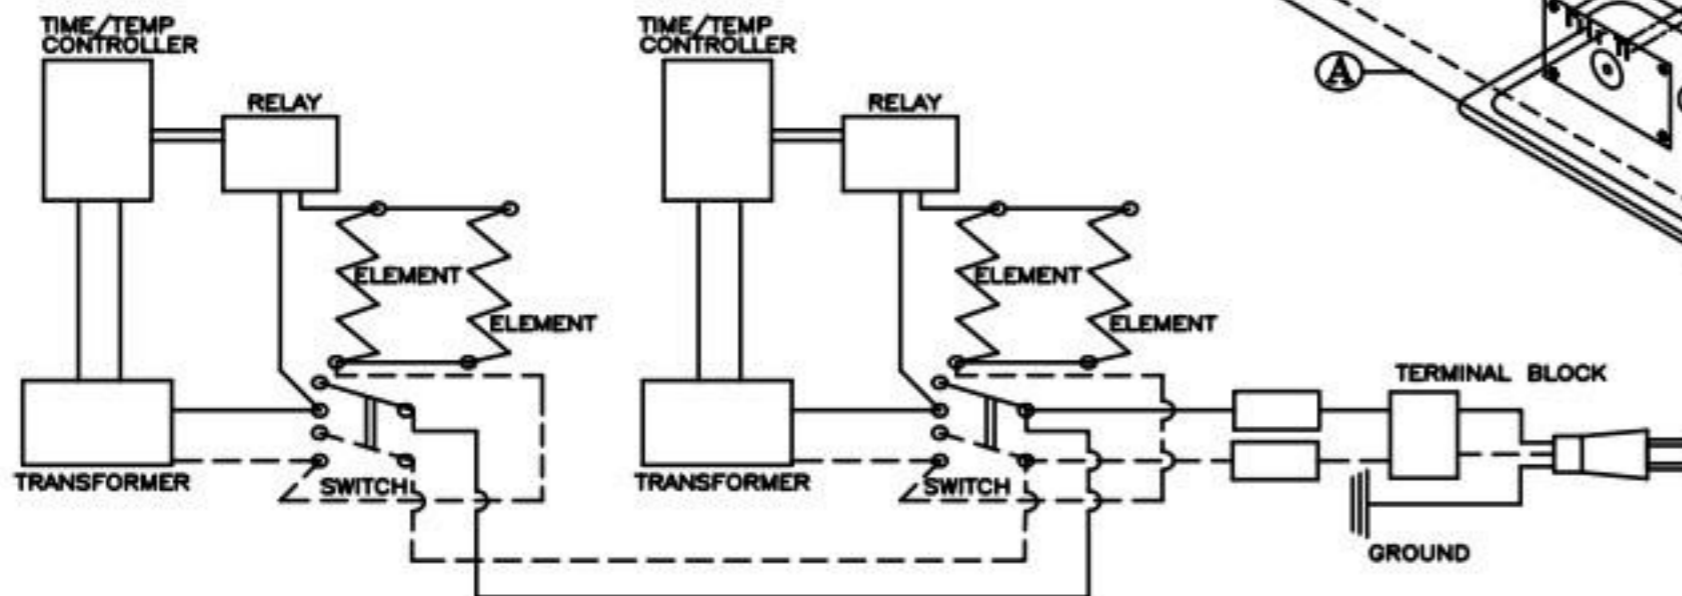 TIME/TEMP
CONTROLLER
RELAY
ELEMENT
ELEMENT
TRANSFORMER
SWITCH
TIME/TEMP
CONTROLLER
RELAY
ELEMENT
ELEMENT
TRANSFORMER
SWITCH
TERMINAL BLOCK
GROUND
A